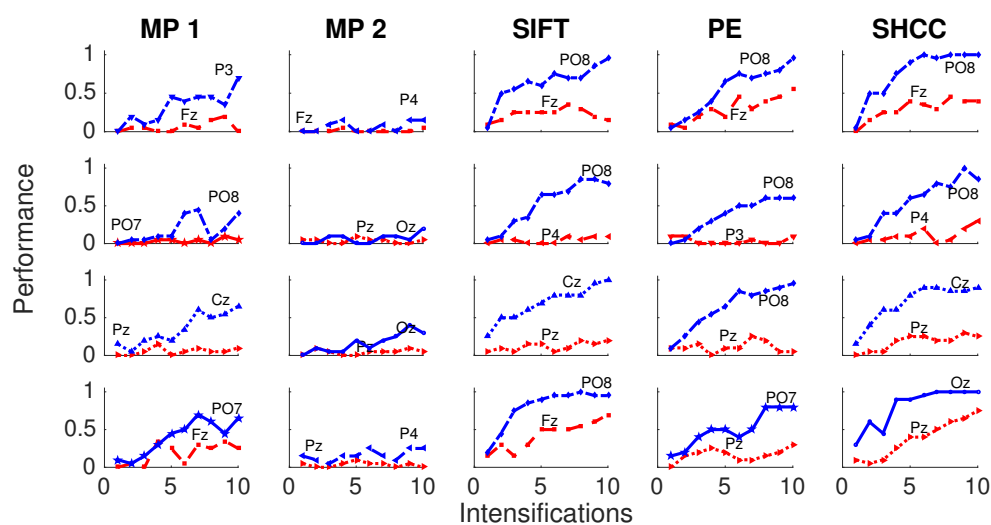 MP 1 MP 2 SIFT PE SHCC
1 P3 P4 PO8 PO8 PO8
0.5 Fz Fz Fz Fz Fz
0
1 PO7 PO8 Pz Oz PO8 PO8 PO8
0.5 P4 P3 P4
0
1 Pz Cz Pz Oz Cz PO8 Cz
0.5 Pz Pz Pz
0
1 PO7 Pz P4 PO8 PO7 Oz
0.5 Fz Fz Pz Pz
0
0 5 10 0 5 10 0 5 10 0 5 10 0 5 10
Performance
Intensifications